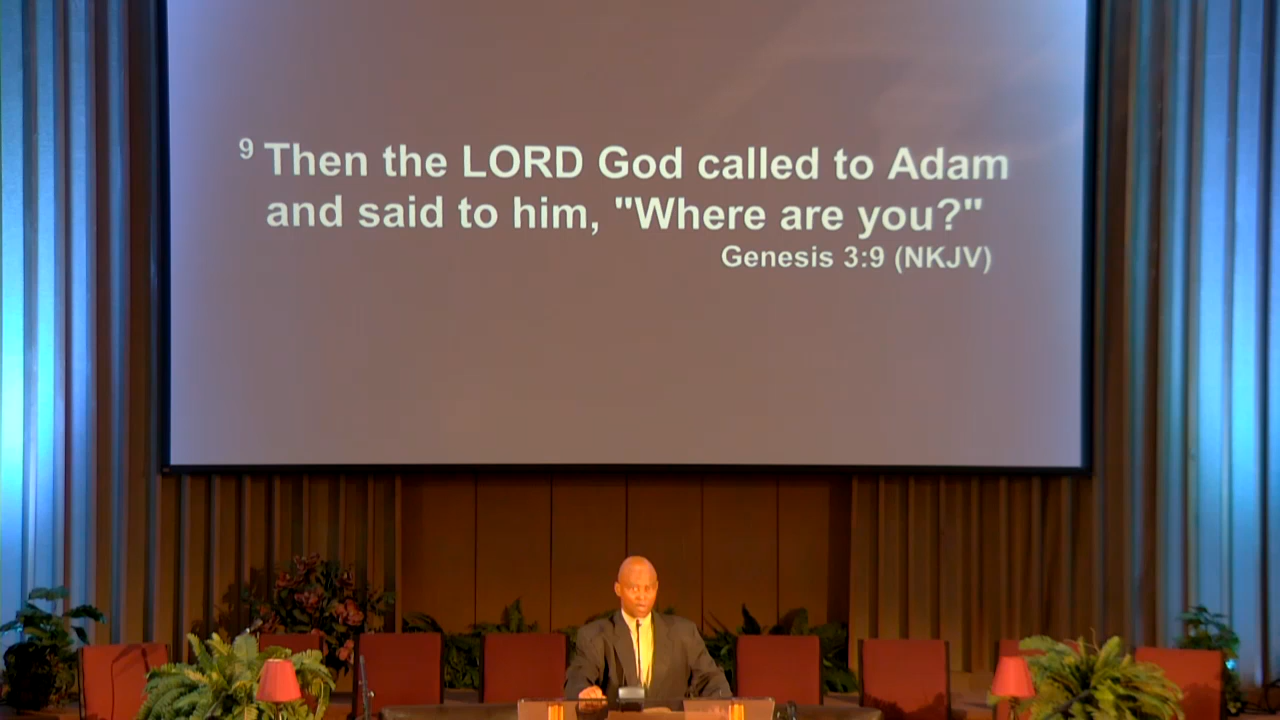 9 Then the LORD God called to Adam
and said to him, "Where are you?"
Genesis 3:9 (NKJV)